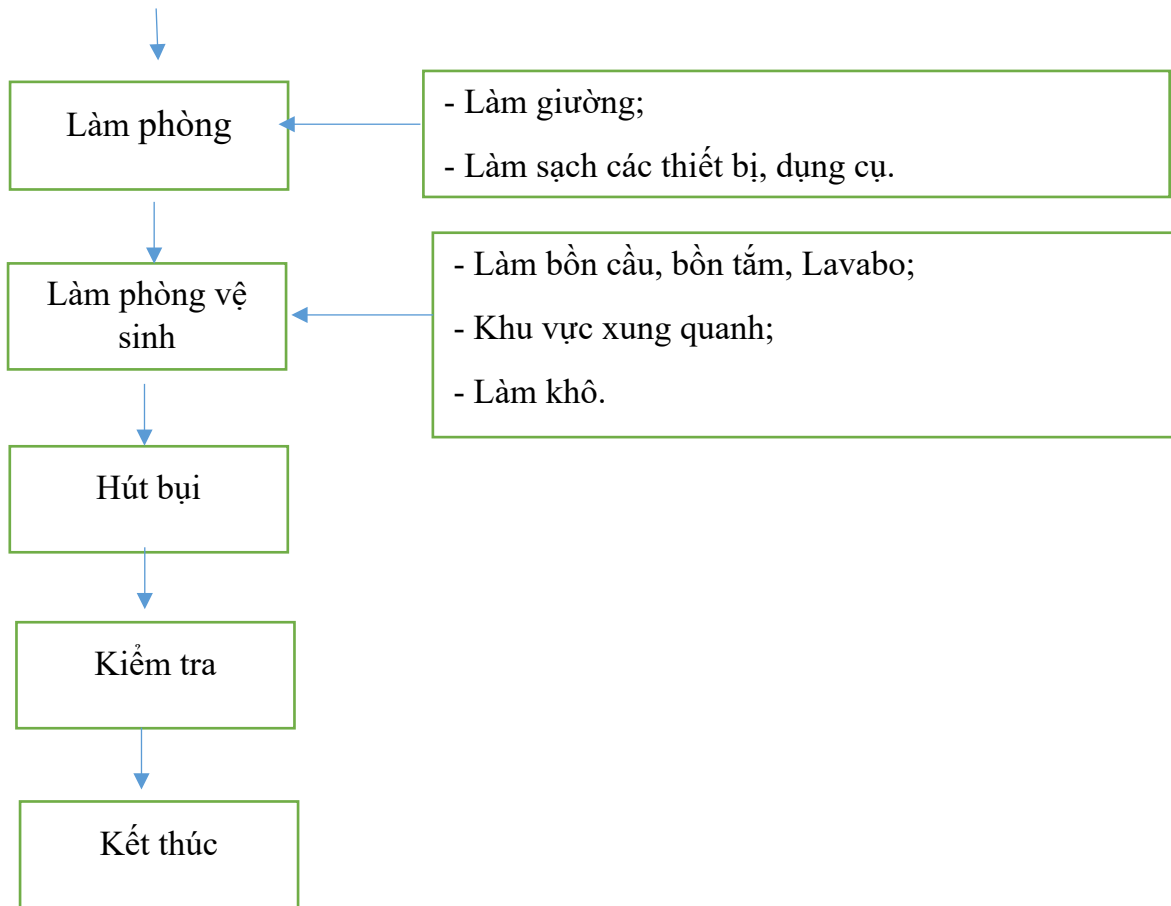 Làm phòng
- Làm giường;
- Làm sạch các thiết bị, dụng cụ.
Làm phòng vệ
sinh
- Làm bồn cầu, bồn tắm, Lavabo;
- Khu vực xung quanh;
- Làm khô.
Hút bụi
Kiểm tra
Kết thúc